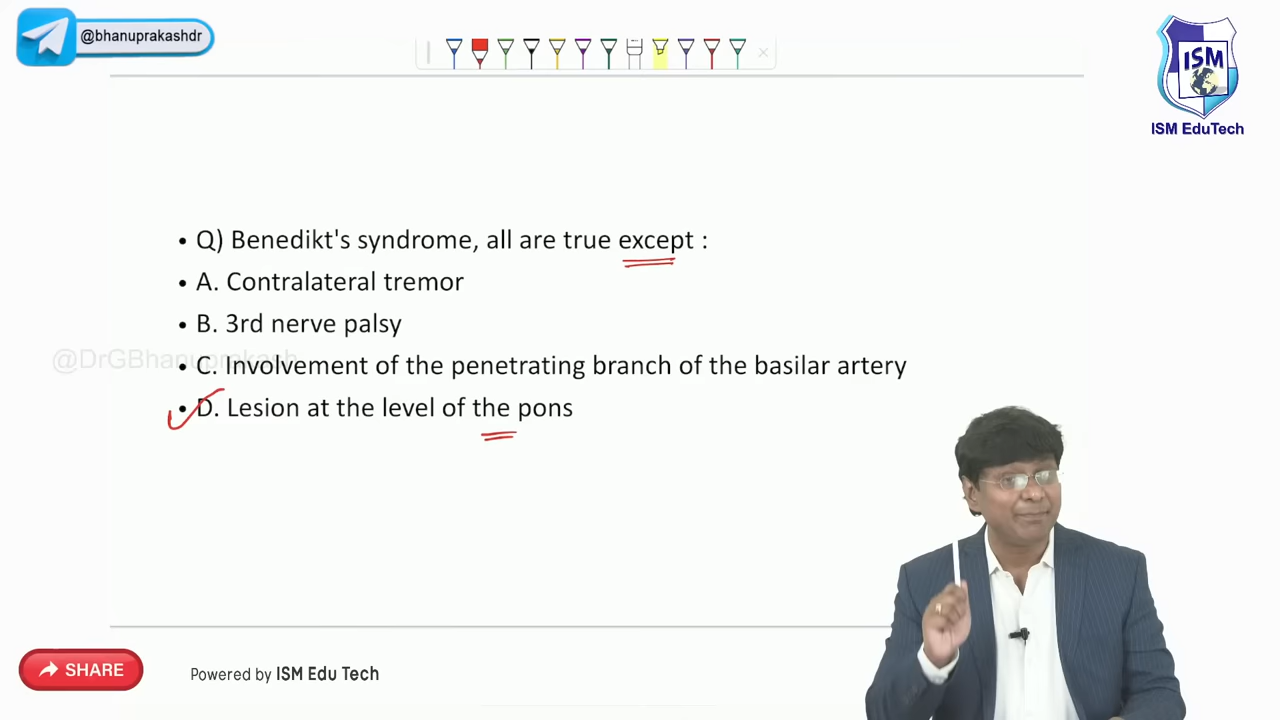 @bhanuprakashdr
ISM
ISM EduTech
• Q) Benedikt's syndrome, all are true except :
• A. Contralateral tremor
• B. 3rd nerve palsy
@DrGBhanuprakash
• C. Involvement of the penetrating branch of the basilar artery
• D. Lesion at the level of the pons
SHARE
Powered by ISM Edu Tech